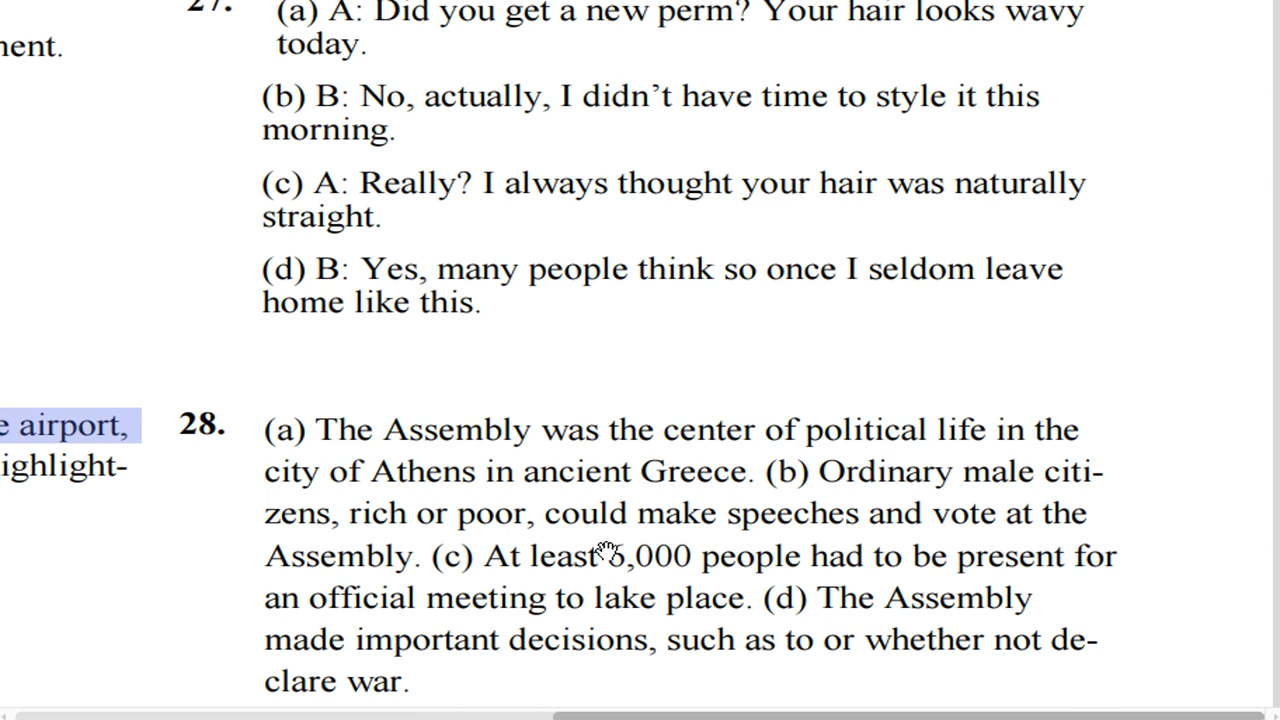 27.
(a) A: Did you get a new perm? Your hair looks wavy
today.
(b) B: No, actually, I didn't have time to style it this
morning.
(c) A: Really? I always thought your hair was naturally
straight.
(d) B: Yes, many people think so once I seldom leave
home like this.
ment.
e airport,
ighlight-
28.
(a) The Assembly was the center of political life in the
city of Athens in ancient Greece. (b) Ordinary male citi-
zens, rich or poor, could make speeches and vote at the
Assembly. (c) At least 5,000 people had to be present for
an official meeting to lake place. (d) The Assembly
made important decisions, such as to or whether not de-
clare war.